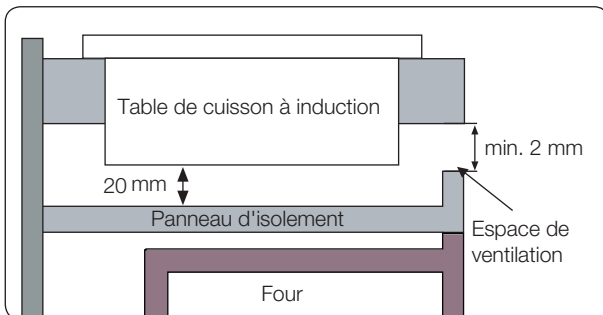 Table de cuisson à induction
min. 2 mm
20 mm
Panneau d'isolement
Espace de
ventilation
Four